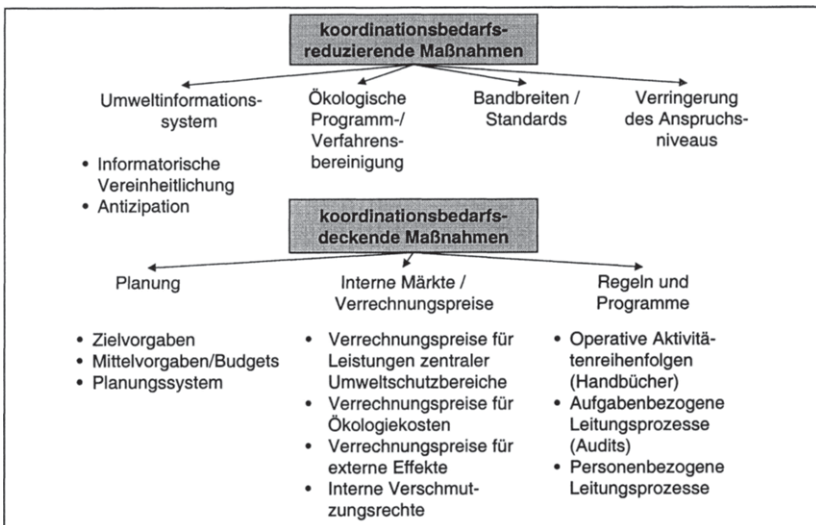 koordinationsbedarfs-
reduzierende Maßnahmen
Umweltinformations-
system
• Informatorische
Vereinheitlichung
• Antizipation
Ökologische
Programm-/
Verfahrens-
bereinigung
Bandbreiten /
Standards
Verringerung
des Anspruchs-
niveaus
koordinationsbedarfs-
deckende Maßnahmen
Planung
• Zielvorgaben
• Mittelvorgaben/Budgets
• Planungssystem
Interne Märkte /
Verrechnungspreise
• Verrechnungspreise für
Leistungen zentraler
Umweltschutzbereiche
• Verrechnungspreise für
Ökologiekosten
• Verrechnungspreise für
externe Effekte
• Interne Verschmut-
zungsrechte
Regeln und
Programme
• Operative Aktivitä-
tenreihenfolgen
(Handbücher)
• Aufgabenbezogene
Leitungsprozesse
(Audits)
• Personenbezogene
Leitungsprozesse